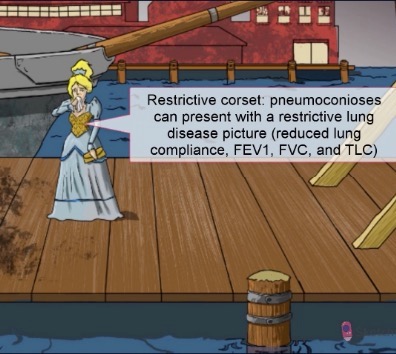 Restrictive corset: pneumoconioses
can present with a restrictive lung
disease picture (reduced lung
compliance, FEV1, FVC, and TLC)